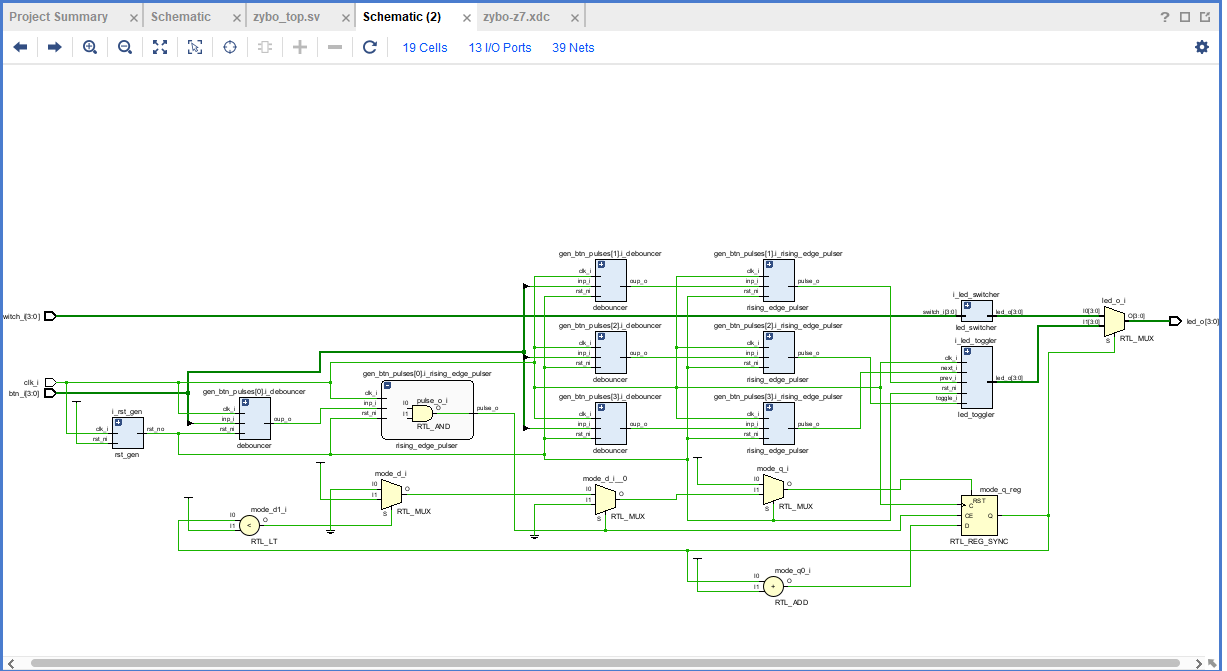 Project Summary
Schematic
zybo_top.sv
Schematic (2)
zybo-z7.xdc
19 Cells
13 I/O Ports
39 Nets
gen_btn_pulses[1].i_debouncer
clk_i
inp_i
rst_ni
oup_o
debouncer
gen_btn_pulses[1].i_rising_edge_pulser
clk_i
inp_i
rst_ni
pulse_o
rising_edge_pulser
witch_i[3:0]
i_led_switcher
switch_i[3:0]
led_o[3:0]
led_switcher
led_o_i
I0[3:0]
I1[3:0]
O[3:0]
S
RTL_MUX
led_o[3:0]
gen_btn_pulses[2].i_debouncer
clk_i
inp_i
rst_ni
oup_o
debouncer
gen_btn_pulses[2].i_rising_edge_pulser
clk_i
inp_i
rst_ni
pulse_o
rising_edge_pulser
i_led_toggler
clk_i
next_i
prev_i
rst_ni
toggle_i
led_o[3:0]
led_toggler
clk_i
btn_i[3:0]
i_rst_gen
clk_i
rst_ni
rst_no
rst_gen
gen_btn_pulses[0].i_debouncer
clk_i
inp_i
rst_ni
oup_o
debouncer
gen_btn_pulses[0].i_rising_edge_pulser
clk_i
inp_i
rst_ni
pulse_o_i
I0
I1
O
RTL_AND
pulse_o
rising_edge_pulser
gen_btn_pulses[3].i_debouncer
clk_i
inp_i
rst_ni
oup_o
debouncer
gen_btn_pulses[3].i_rising_edge_pulser
clk_i
inp_i
rst_ni
pulse_o
rising_edge_pulser
mode_d1_i
I0
I1
<
O
RTL_LT
mode_d_i
I0
I1
O
S
RTL_MUX
mode_d_i__0
I0
I1
O
S
RTL_MUX
mode_q_i
I0
I1
O
S
RTL_MUX
mode_q_reg
RST
C
CE
D
Q
RTL_REG_SYNC
mode_q0_i
I0
I1
+
O
RTL_ADD